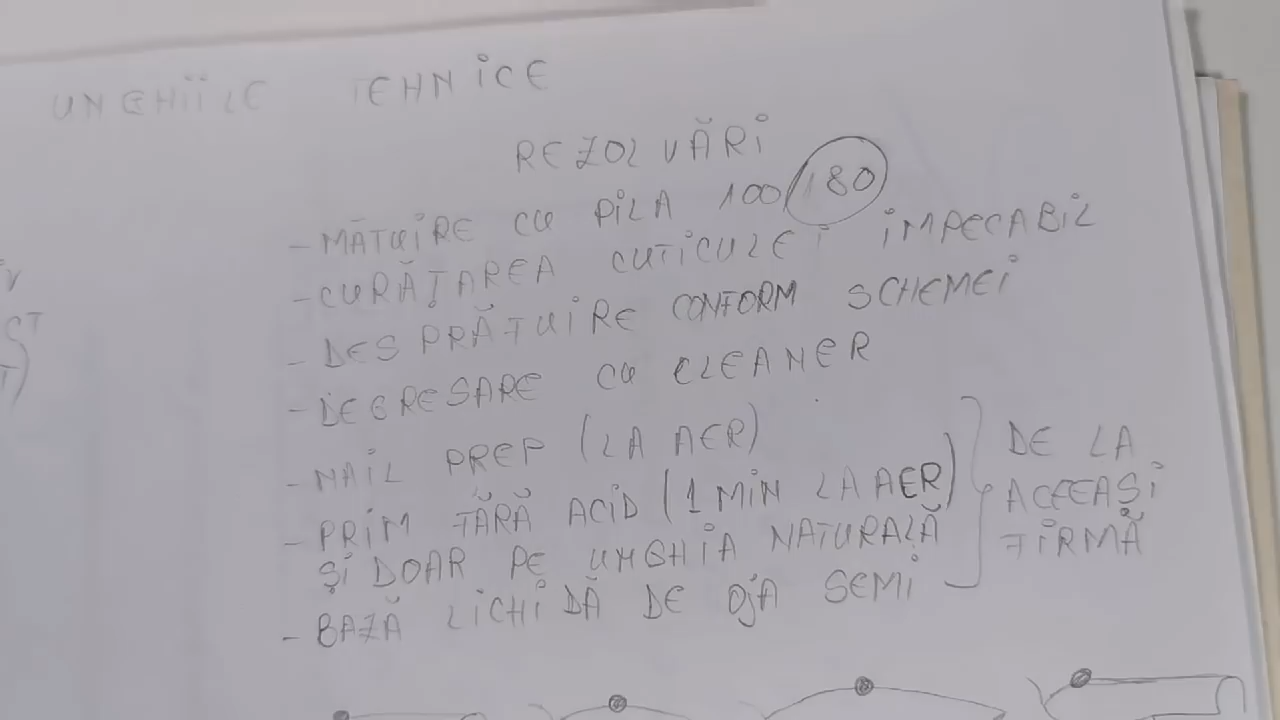 UNGHIILE TEHNICE
REZOLVĂRI
- MĂTUIRE CU PILA 100/180
- CURĂȚAREA CUTICULEI IMPECABIL
- DESPRĂFUIRE CONFORM SCHEMEI
- DEGRESARE CU CLEANER
- NAIL PREP (LA AER)
- PRIM FĂRĂ ACID (1 MIN LA AER)
ȘI DOAR PE UNGHIA NATURALĂ
- BAZĂ LICHIDĂ DE OJA SEMI
DE LA
ACEEAȘI
FIRMĂ